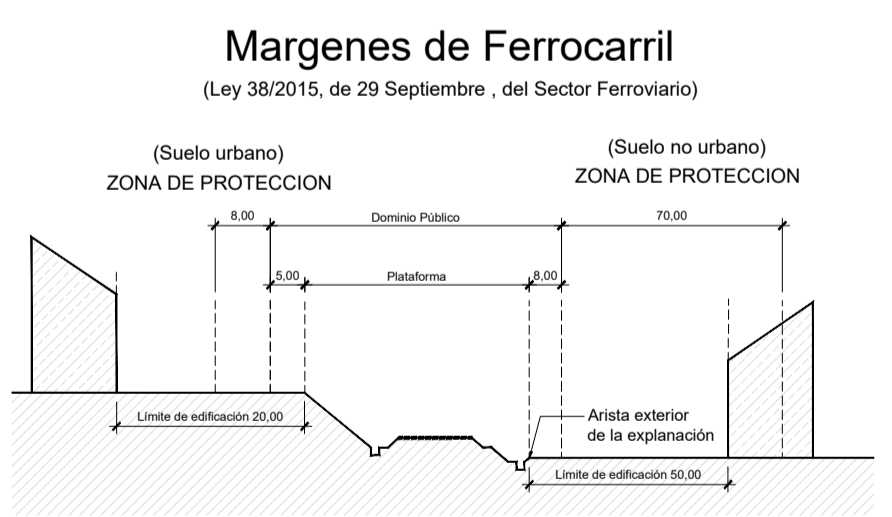 Margenes de Ferrocarril
(Ley 38/2015, de 29 Septiembre , del Sector Ferroviario)
(Suelo urbano)
ZONA DE PROTECCION
(Suelo no urbano)
ZONA DE PROTECCION
8,00
Dominio Público
70,00
5,00
Plataforma
8,00
Límite de edificación 20,00
Arista exterior
de la explanación
Límite de edificación 50,00